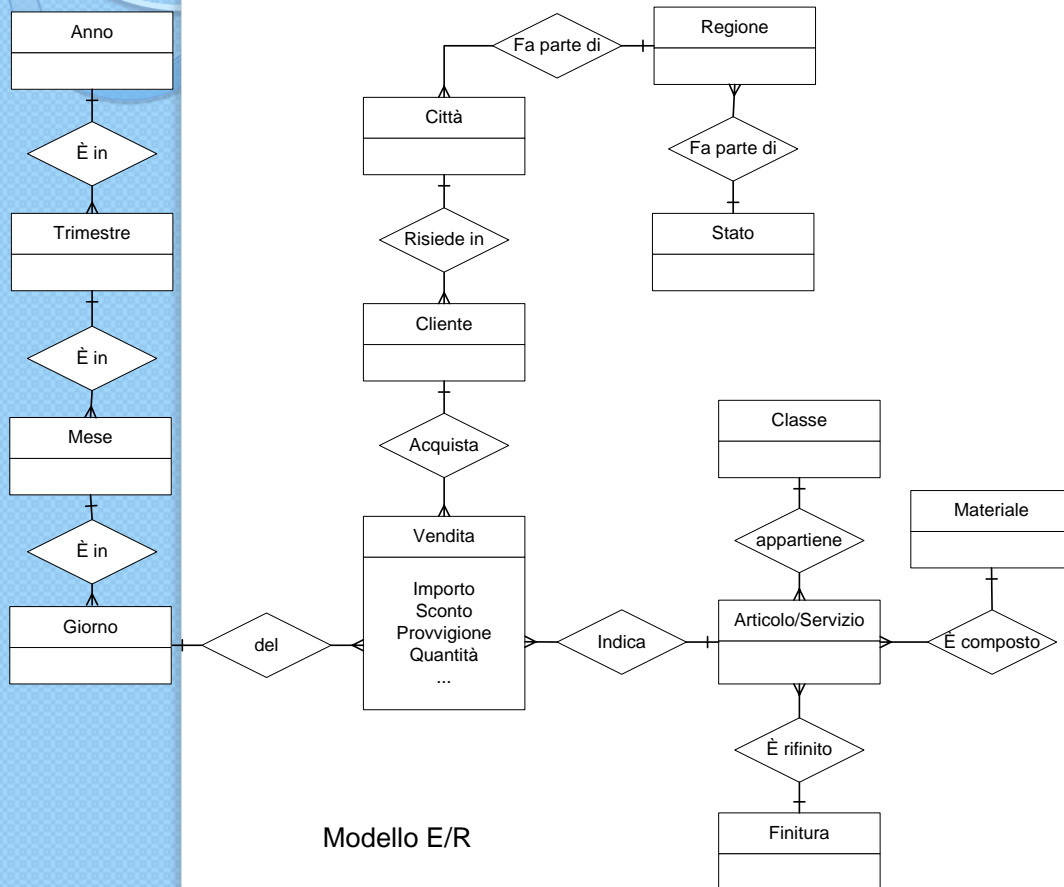 Anno
È in
Trimestre
È in
Mese
È in
Giorno
del
Fa parte di
Regione
Città
Fa parte di
Stato
Risiede in
Cliente
Acquista
Vendita
Importo
Sconto
Provvigione
Quantità
...
Indica
Classe
appartiene
Materiale
Articolo/Servizio
È composto
È rifinito
Finitura
Modello E/R